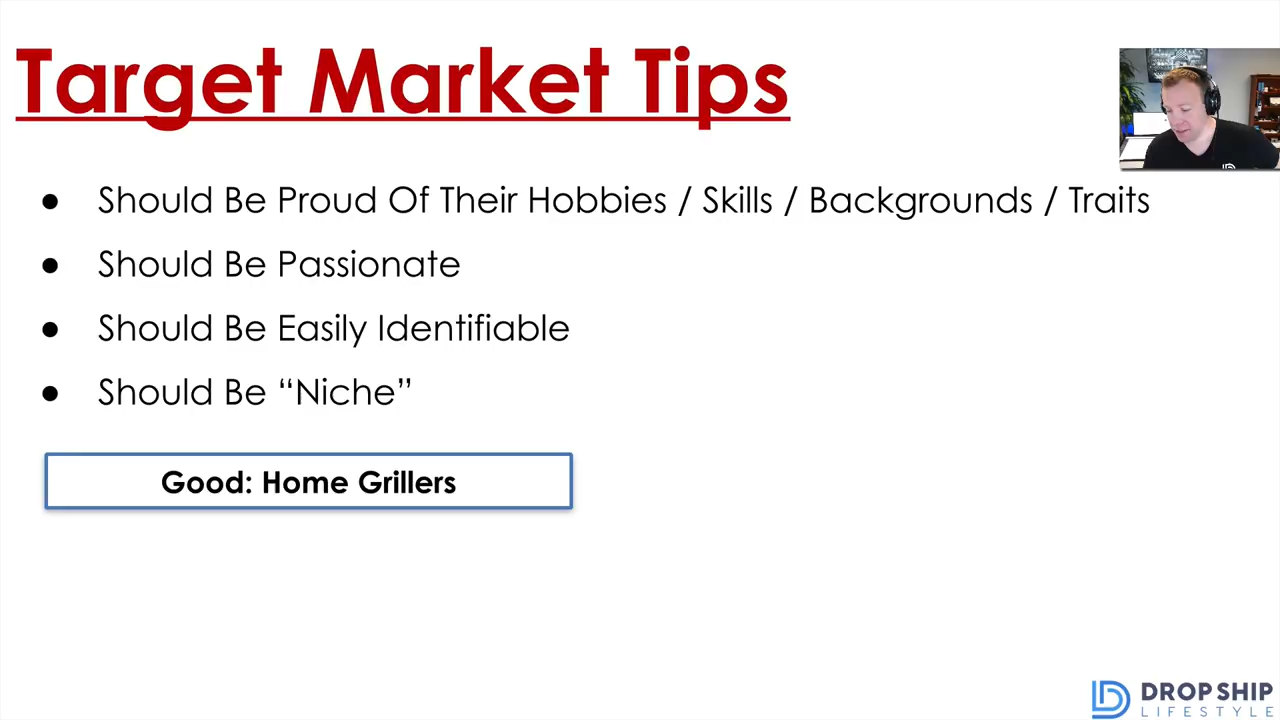 Target Market Tips
● Should Be Proud Of Their Hobbies / Skills / Backgrounds / Traits
● Should Be Passionate
● Should Be Easily Identifiable
● Should Be “Niche”
Good: Home Grillers
DROP SHIP
LIFESTYLE